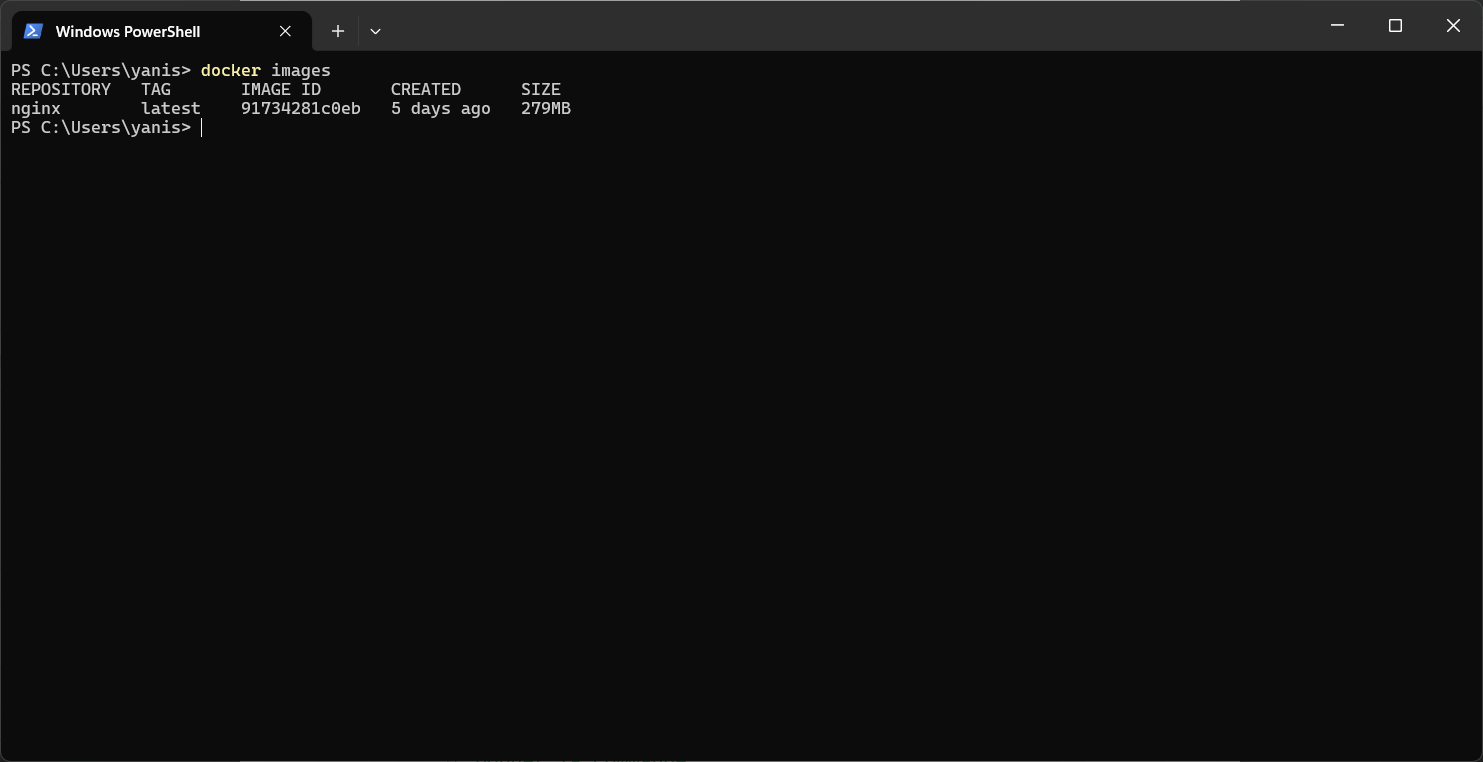 Windows PowerShell
PS C:\Users\yanis> docker images
REPOSITORY   TAG       IMAGE ID       CREATED      SIZE
nginx        latest    91734281c0eb   5 days ago   279MB
PS C:\Users\yanis>